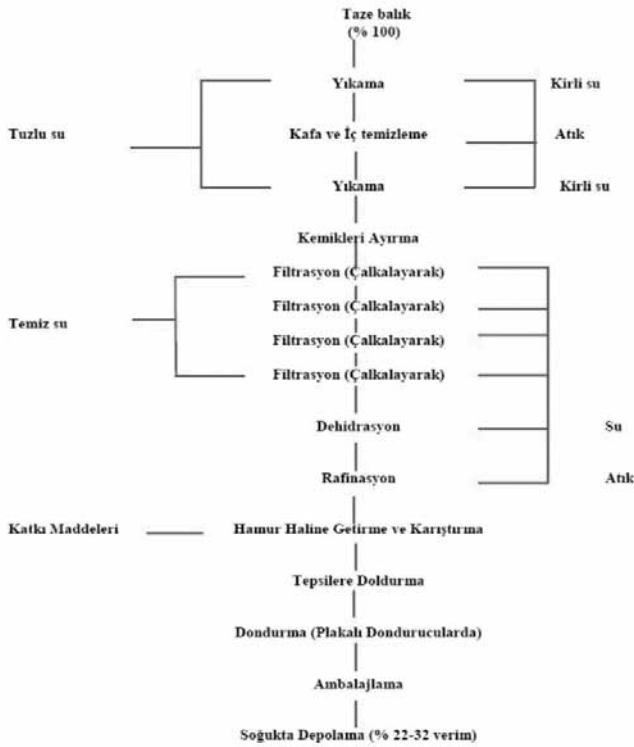 Taze balık
(% 100)
Yıkama
Kirli su
Tuzlu su
Kafa ve İç temizleme
Atık
Yıkama
Kirli su
Kemikleri Ayırma
Filtrasyon (Çalkalayarak)
Filtrasyon (Çalkalayarak)
Temiz su
Filtrasyon (Çalkalayarak)
Filtrasyon (Çalkalayarak)
Dehidrasyon
Su
Rafinasyon
Atık
Katkı Maddeleri
Hamur Haline Getirme ve Karıştırma
Tepsilere Doldurma
Dondurma (Plakalı Dondurucularda)
Ambalajlama
Soğukta Depolama (% 22-32 verim)